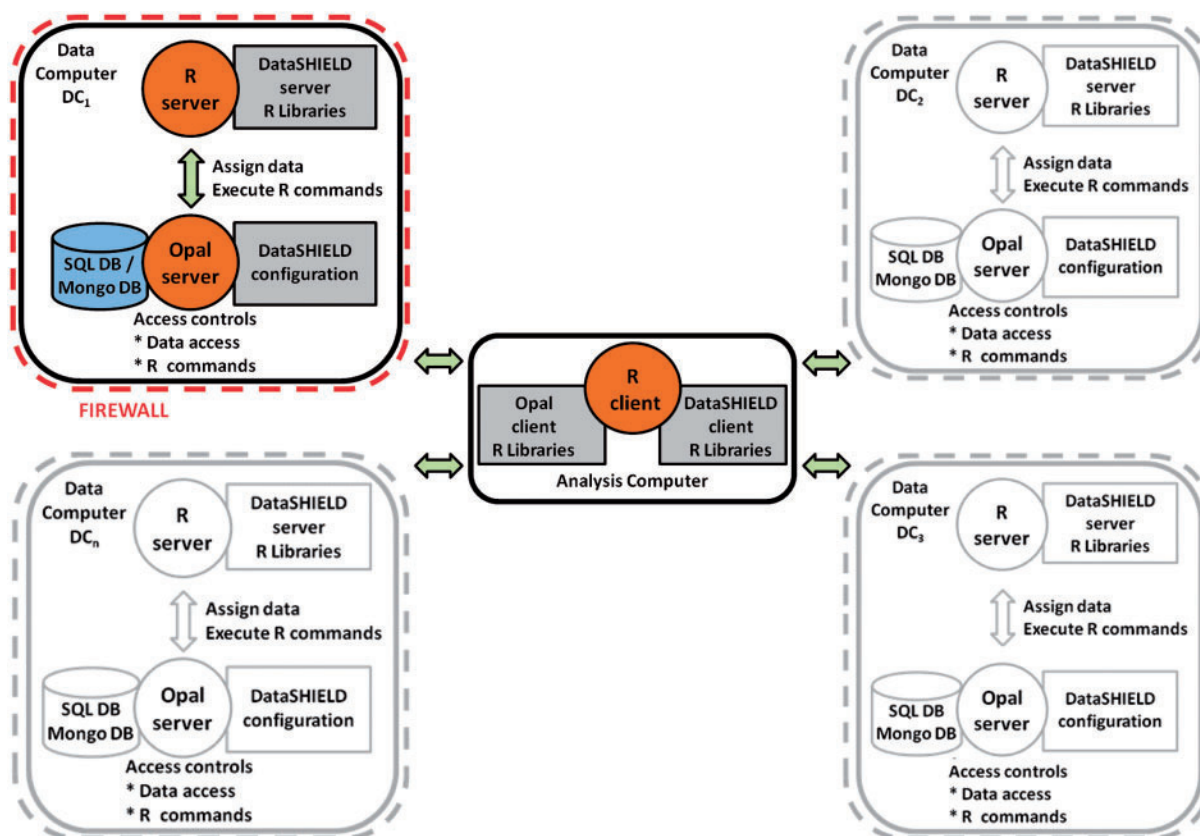 Data
Computer
DC₁
R
server
DataSHIELD
server
R Libraries
Assign data
Execute R commands
SQL DB /
Mongo DB
Opal
server
DataSHIELD
configuration
Access controls
* Data access
* R commands
FIREWALL
Data
Computer
DC₂
R
server
DataSHIELD
server
R Libraries
Assign data
Execute R commands
SQL DB
Mongo DB
Opal
server
DataSHIELD
configuration
Access controls
* Data access
* R commands
R
client
Opal
client
R Libraries
DataSHIELD
client
R Libraries
Analysis Computer
Data
Computer
DCₙ
R
server
DataSHIELD
server
R Libraries
Assign data
Execute R commands
SQL DB
Mongo DB
Opal
server
DataSHIELD
configuration
Access controls
* Data access
* R commands
Data
Computer
DC₃
R
server
DataSHIELD
server
R Libraries
Assign data
Execute R commands
SQL DB
Mongo DB
Opal
server
DataSHIELD
configuration
Access controls
* Data access
* R commands